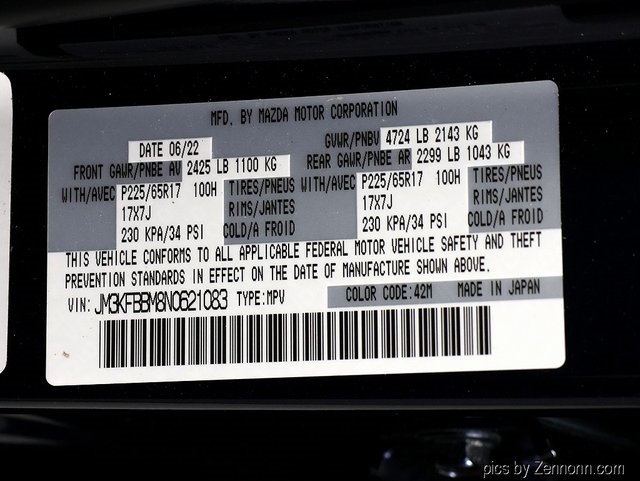 MFD. BY MAZDA MOTOR CORPORATION
DATE 06/22 GVWR/PNBV 4724 LB 2143 KG
FRONT GAWR/PNBE AV 2425 LB 1100 KG REAR GAWR/PNBE AR 2299 LB 1043 KG
WITH/AVEC P225/65R17 100H TIRES/PNEUS WITH/AVEC P225/65R17 100H TIRES/PNEUS
17X7J RIMS/JANTES 17X7J RIMS/JANTES
230 KPA/34 PSI COLD/A FROID 230 KPA/34 PSI COLD/A FROID
THIS VEHICLE CONFORMS TO ALL APPLICABLE FEDERAL MOTOR VEHICLE SAFETY AND THEFT
PREVENTION STANDARDS IN EFFECT ON THE DATE OF MANUFACTURE SHOWN ABOVE.
VIN: JM3KFBBM8N0621083 TYPE:MPV COLOR CODE:42M MADE IN JAPAN
pics by Zennonn.com